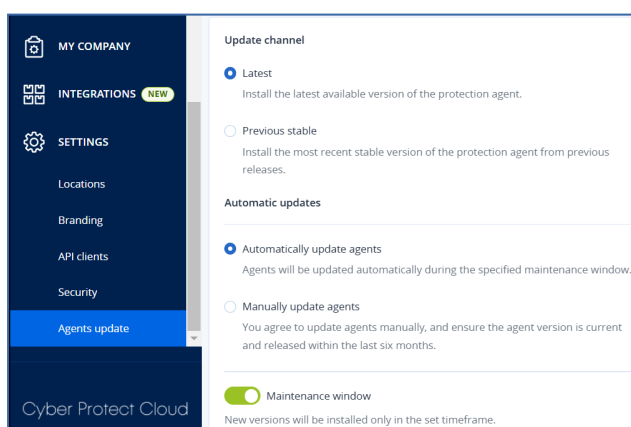 MY COMPANY
INTEGRATIONS NEW
SETTINGS
Locations
Branding
API clients
Security
Agents update
Cyber Protect Cloud
Update channel
Latest
Install the latest available version of the protection agent.
Previous stable
Install the most recent stable version of the protection agent from previous
releases.
Automatic updates
Automatically update agents
Agents will be updated automatically during the specified maintenance window.
Manually update agents
You agree to update agents manually, and ensure the agent version is current
and released within the last six months.
Maintenance window
New versions will be installed only in the set timeframe.